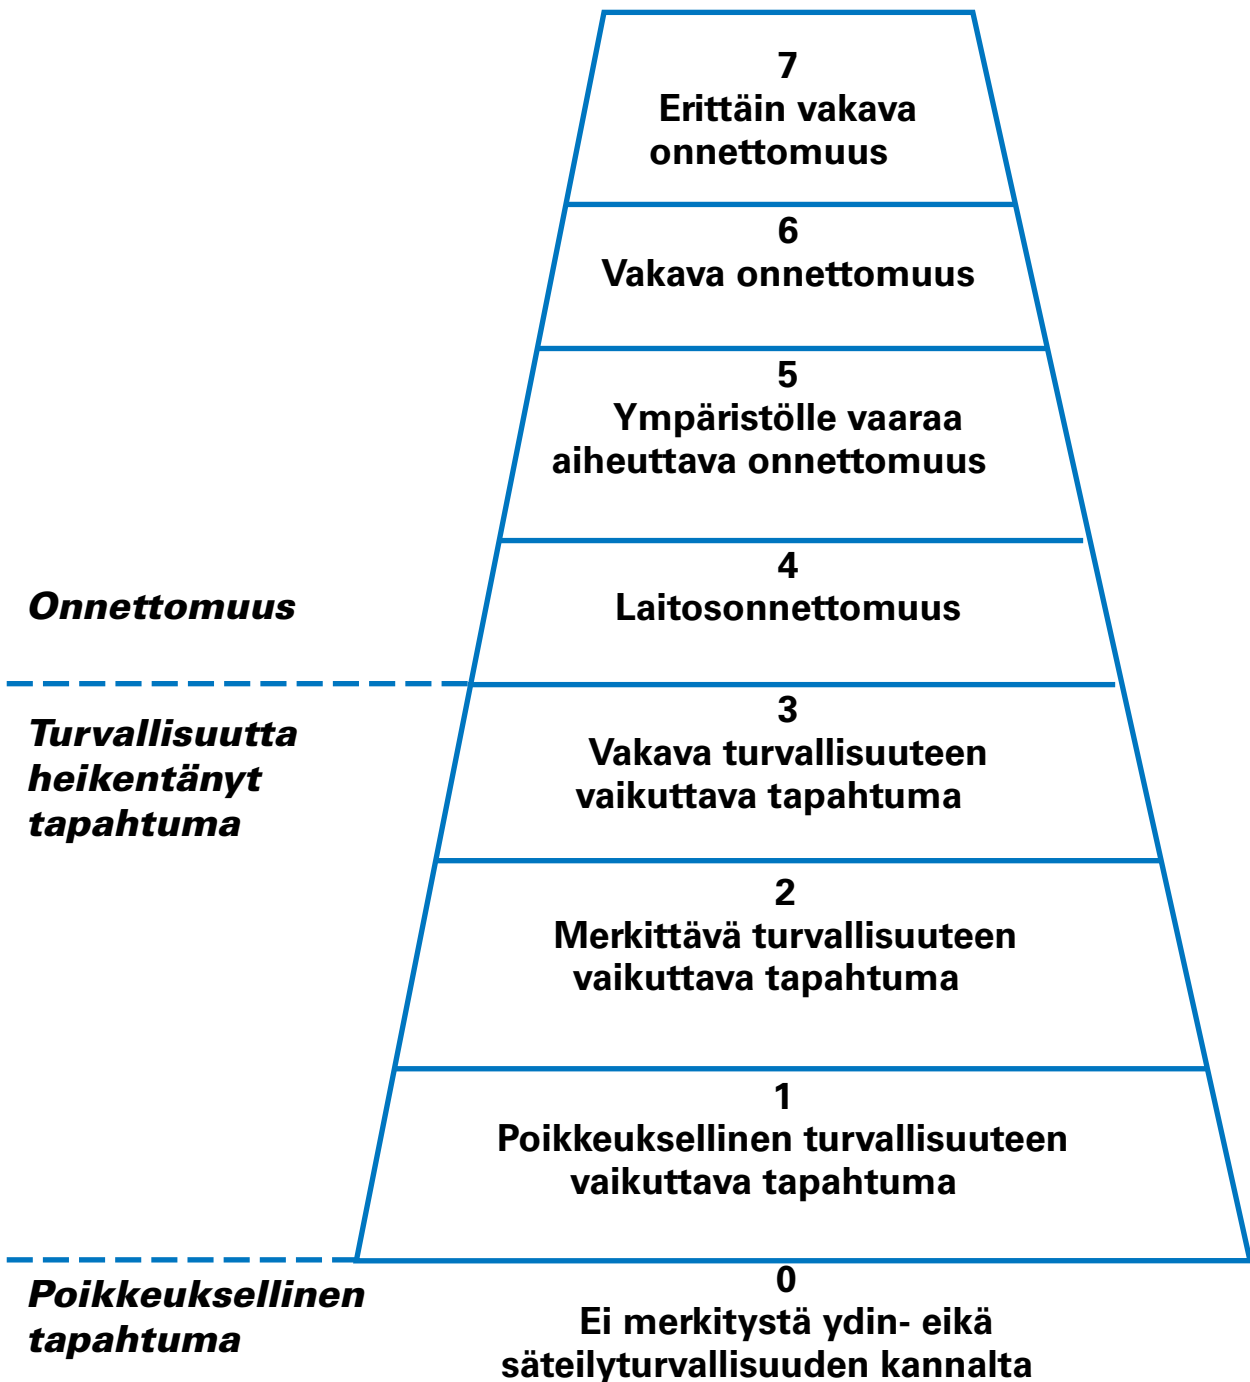 7
Erittäin vakava
onnettomuus
6
Vakava onnettomuus
5
Ympäristölle vaaraa
aiheuttava onnettomuus
4
Laitosonnettomuus
Onnettomuus
3
Vakava turvallisuuteen
vaikuttava tapahtuma
Turvallisuutta
heikentänyt
tapahtuma
2
Merkittävä turvallisuuteen
vaikuttava tapahtuma
1
Poikkeuksellinen turvallisuuteen
vaikuttava tapahtuma
0
Ei merkitystä ydin- eikä
säteilyturvallisuuden kannalta
Poikkeuksellinen
tapahtuma